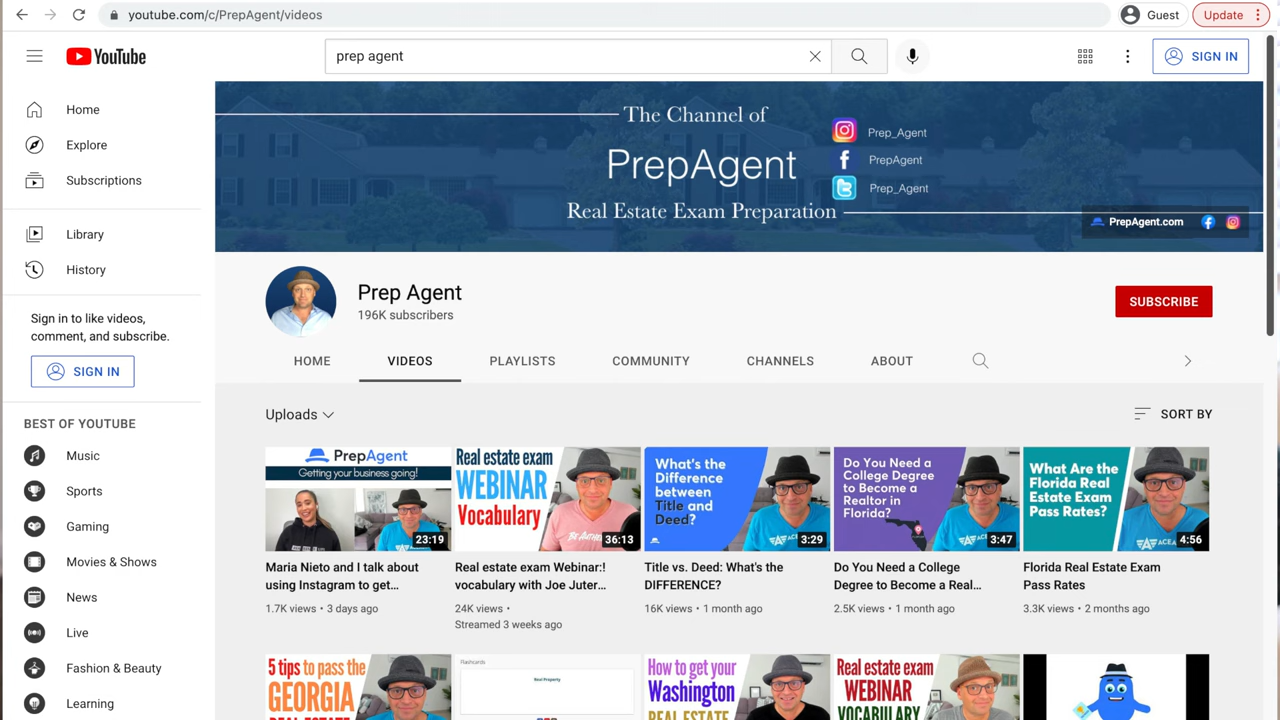 youtube.com/c/PrepAgent/videos
Guest
Update
YouTube
prep agent
SIGN IN
Home
Explore
Subscriptions
Library
History
Sign in to like videos,
comment, and subscribe.
SIGN IN
BEST OF YOUTUBE
Music
Sports
Gaming
Movies & Shows
News
Live
Fashion & Beauty
Learning
The Channel of
PrepAgent
Real Estate Exam Preparation
Prep_Agent
PrepAgent
Prep_Agent
PrepAgent.com
Prep Agent
196K subscribers
SUBSCRIBE
HOME
VIDEOS
PLAYLISTS
COMMUNITY
CHANNELS
ABOUT
Uploads
SORT BY
PrepAgent
Getting your business going!
23:19
Maria Nieto and I talk about
using Instagram to get...
1.7K views • 3 days ago
Real estate exam
WEBINAR
Vocabulary
36:13
Real estate exam Webinar:!
vocabulary with Joe Juter...
24K views •
Streamed 3 weeks ago
What's the
Difference
between
Title and
Deed?
3:29
Title vs. Deed: What's the
DIFFERENCE?
16K views • 1 month ago
Do You Need a
College Degree
to Become a
Realtor in
Florida?
3:47
Do You Need a College
Degree to Become a Real...
2.5K views • 1 month ago
What Are the
Florida Real
Estate Exam
Pass Rates?
4:56
Florida Real Estate Exam
Pass Rates
3.3K views • 2 months ago
5 tips to pass the
GEORGIA
REAL ESTATE
Flashcards
Real Property
How to get your
Washington
REAL ESTATE
Real estate exam
WEBINAR
VOCABULARY